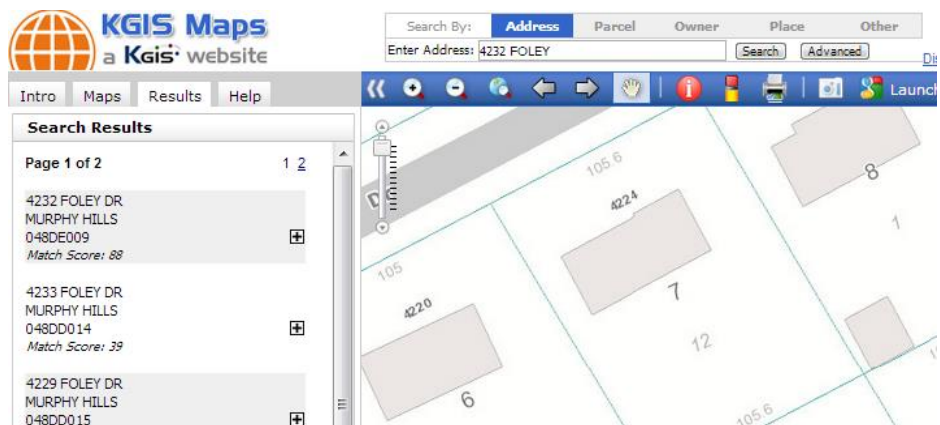 KGIS Maps
a KGIS website
Search By: Address Parcel Owner Place Other
Enter Address: 4232 FOLEY Search Advanced
Intro Maps Results Help
Launch
Search Results
Page 1 of 2 1 2
4232 FOLEY DR
MURPHY HILLS
048DE009
Match Score: 88
4233 FOLEY DR
MURPHY HILLS
048DD014
Match Score: 39
4229 FOLEY DR
MURPHY HILLS
048DD015
105.6
8
4224
1
105
7
4220
12
6
105.6